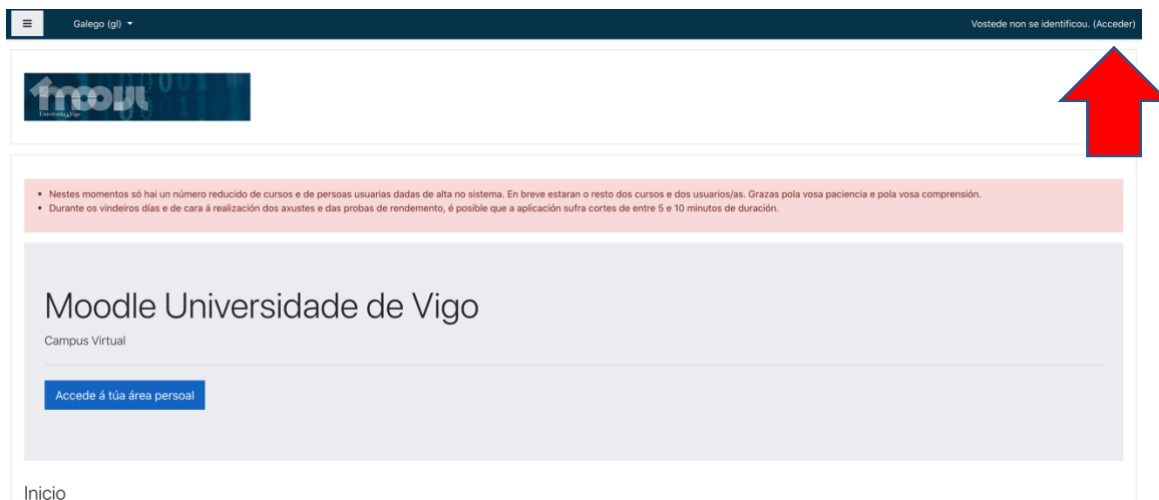 Galego (gl)
Vostede non se identificou. (Acceder)
moovi
Universidade de Vigo
• Nestes momentos só hai un número reducido de cursos e de persoas usuarias dadas de alta no sistema. En breve estaran o resto dos cursos e dos usuarios/as. Grazas pola vosa paciencia e pola vosa comprensión.
• Durante os vindeiros días e de cara á realización dos axustes e das probas de rendemento, é posible que a aplicación sufra cortes de entre 5 e 10 minutos de duración.
Moodle Universidade de Vigo
Campus Virtual
Accede á túa área persoal
Inicio